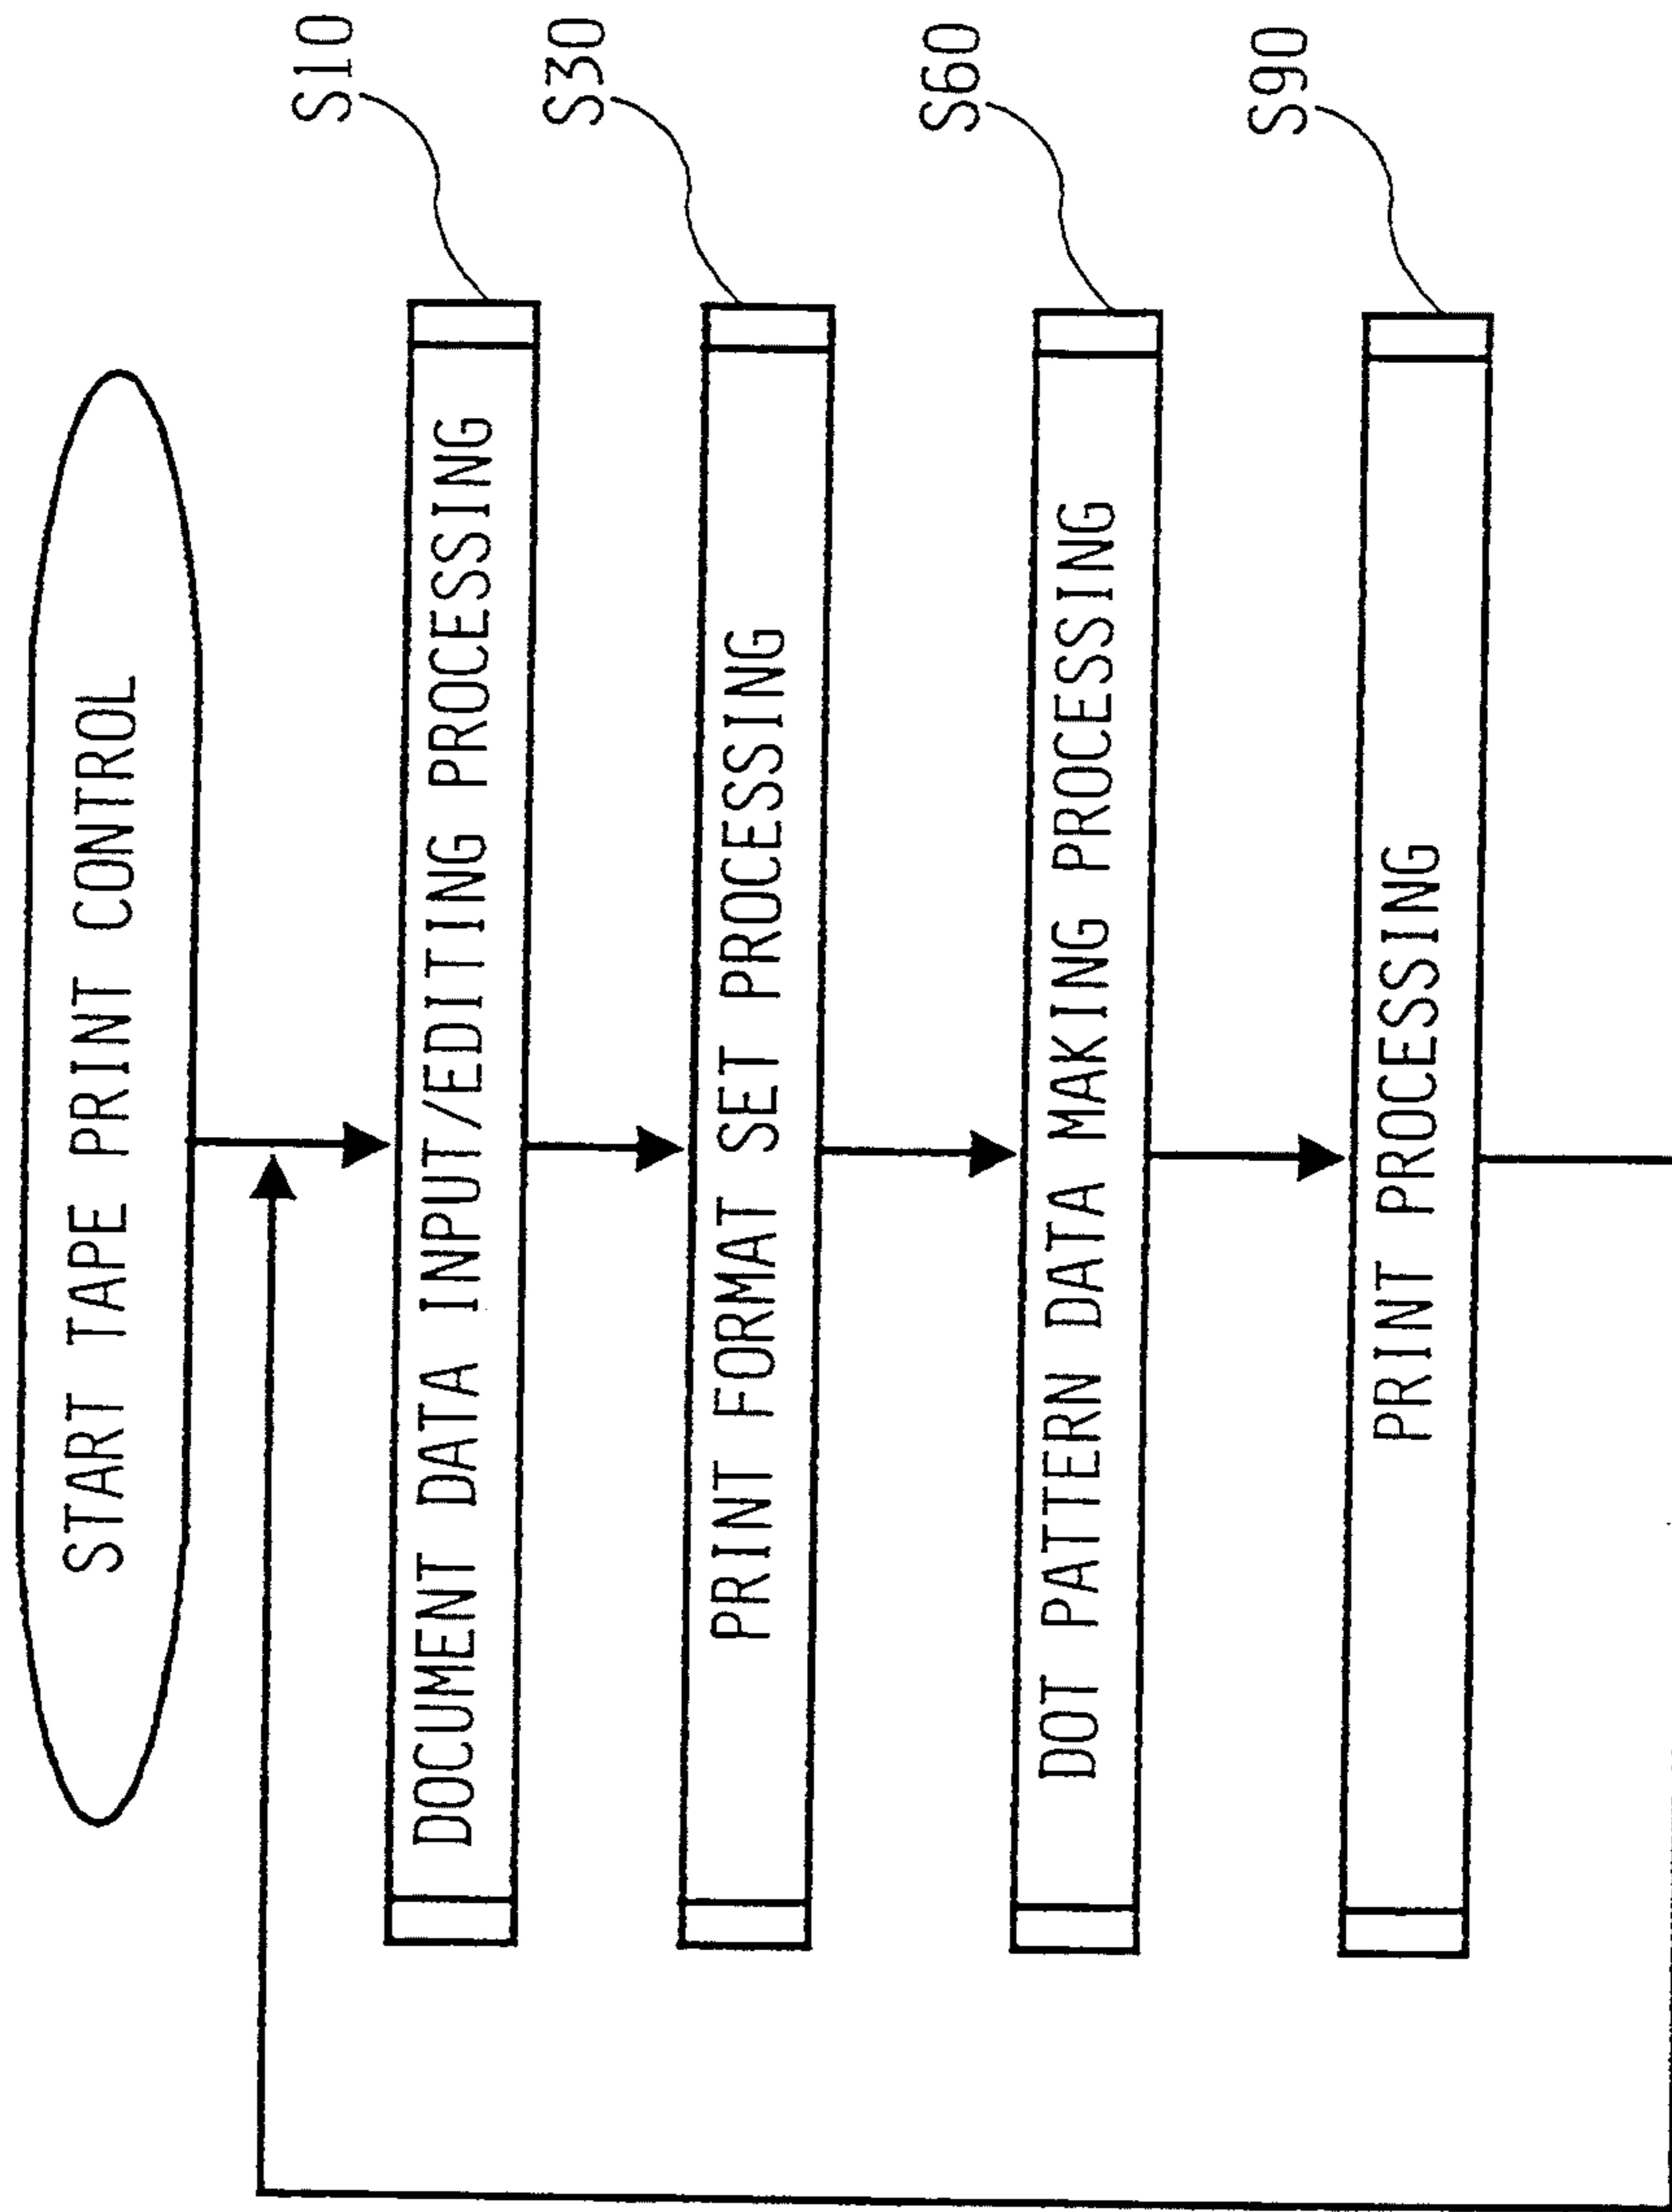 START TAPE PRINT CONTROL
S10
DOCUMENT DATA INPUT/EDITING PROCESSING
S30
PRINT FORMAT SET PROCESSING
S60
DOT PATTERN DATA MAKING PROCESSING
S90
PRINT PROCESSING